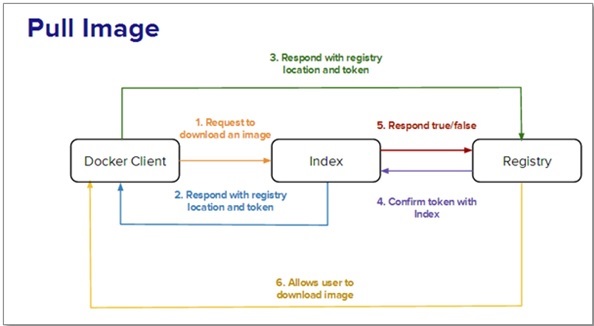 Pull Image
3. Respond with registry
location and token
1. Request to
download an image
5. Respond true/false
Docker Client
Index
Registry
2. Respond with registry
location and token
4. Confirm token with
Index
6. Allows user to
download image